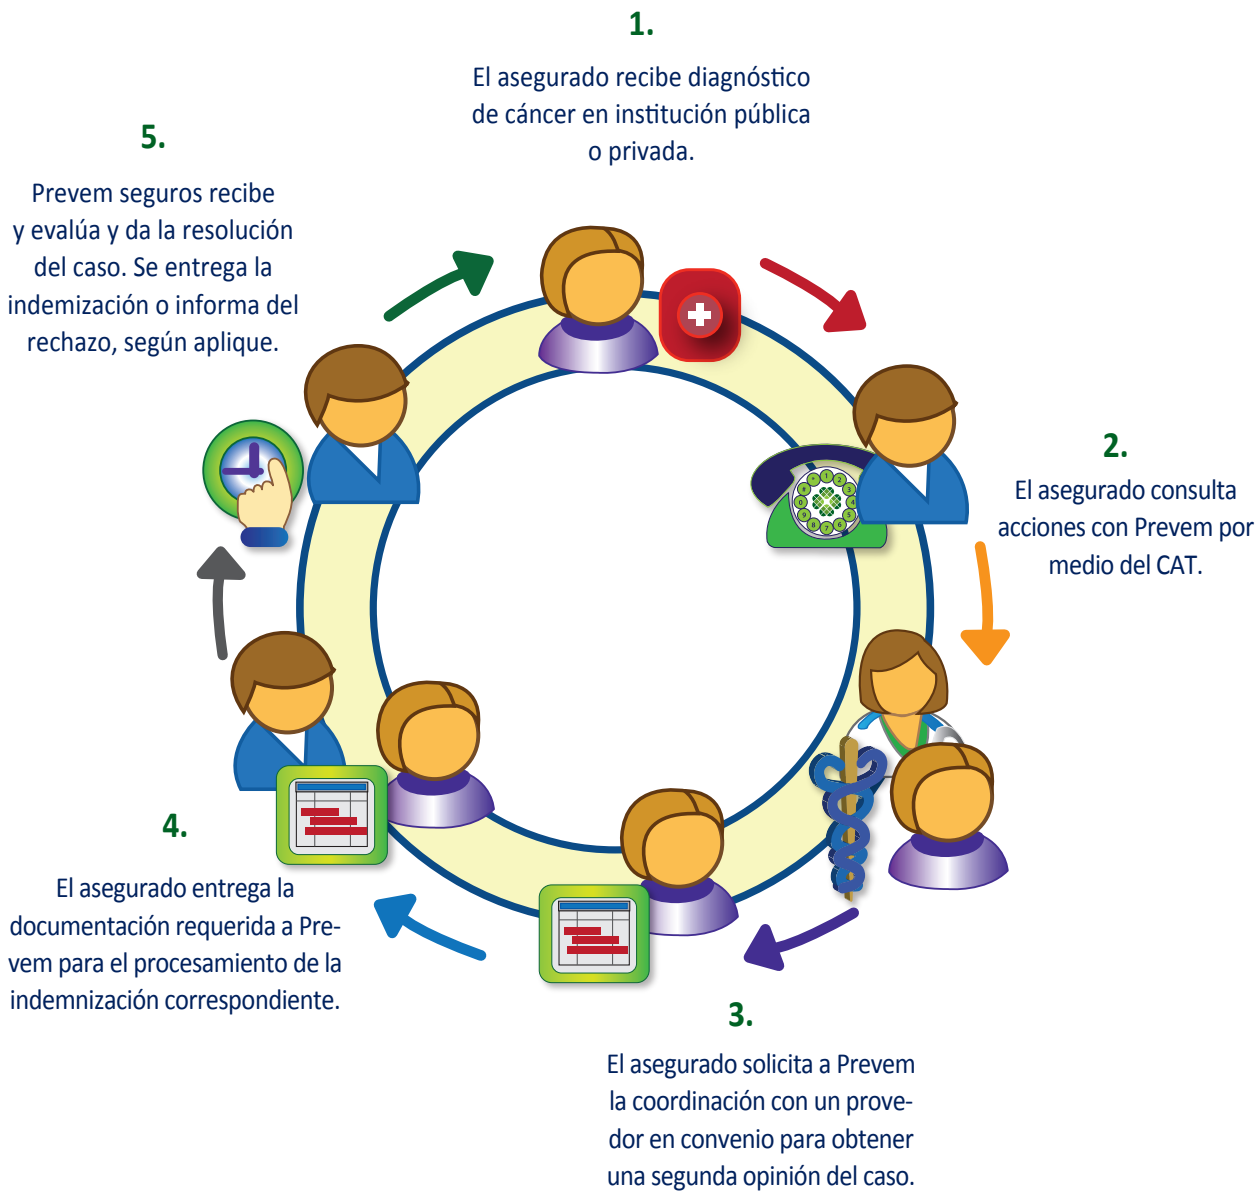 1.
El asegurado recibe diagnóstico
de cáncer en institución pública
o privada.
2.
El asegurado consulta
acciones con Prevem por
medio del CAT.
3.
El asegurado solicita a Prevem
la coordinación con un prove-
dor en convenio para obtener
una segunda opinión del caso.
4.
El asegurado entrega la
documentación requerida a Pre-
vem para el procesamiento de la
indemnización correspondiente.
5.
Prevem seguros recibe
y evalúa y da la resolución
del caso. Se entrega la
indemización o informa del
rechazo, según aplique.